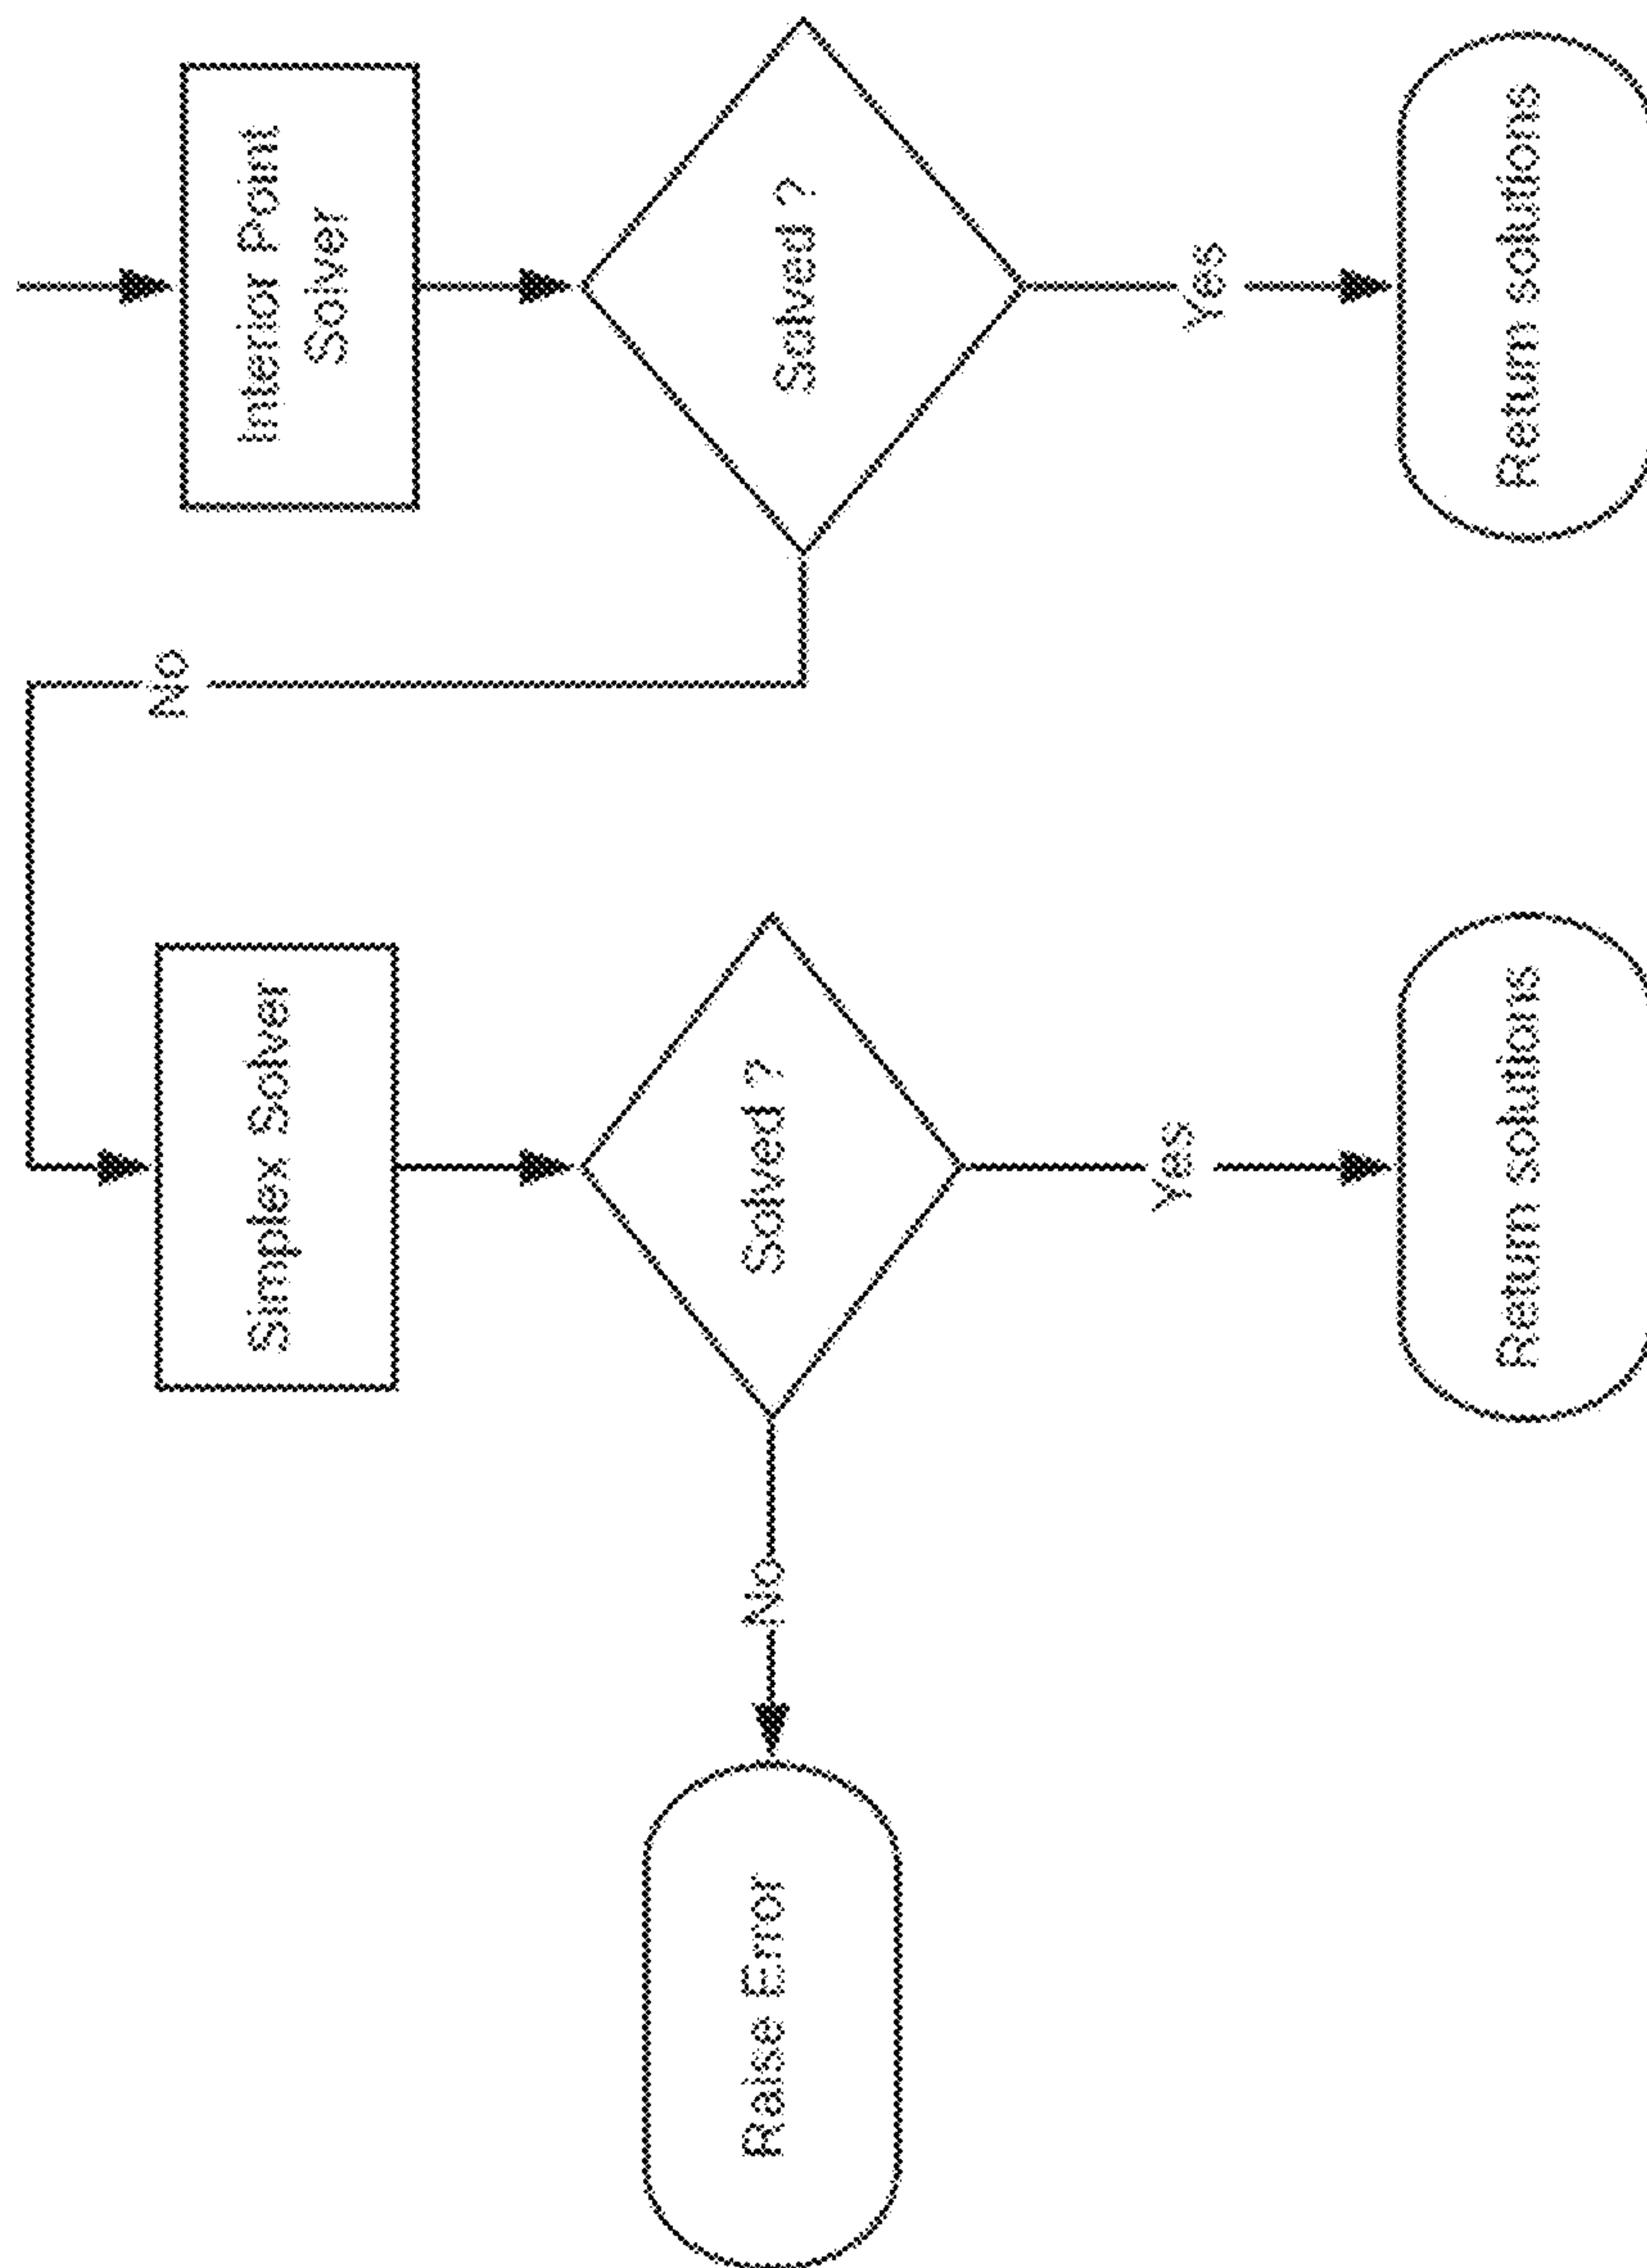 Interior Point
Solver
Solved ?
Yes
Return solutions
No
Simplex Solver
Solved ?
Yes
Return solutions
No
Raise Error